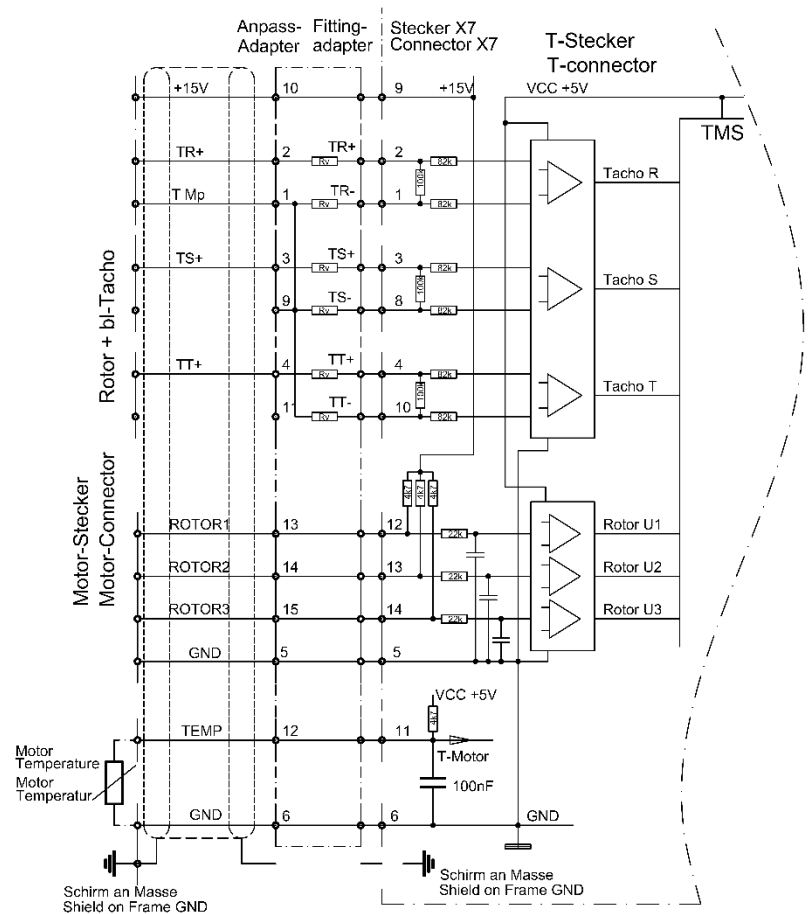 Anpass- Fitting-
Adapter adapter
Stecker X7
Connector X7
T-Stecker
T-connector
+15V 10 9 +15V VCC +5V
TMS
TR+ 2 Rv TR+ 2 82k
100k
Tacho R
T Mp 1 Rv TR- 1 82k
TS+ 3 Rv TS+ 3 82k
100k
Tacho S
9 Rv TS- 8 82k
TT+ 4 Rv TT+ 4 82k
100k
Tacho T
11 Rv TT- 10 82k
Rotor + bl-Tacho
Motor-Stecker
Motor-Connector
4k7 4k7 4k7
ROTOR1 13 12 22k Rotor U1
ROTOR2 14 13 22k Rotor U2
ROTOR3 15 14 22k Rotor U3
GND 5 5
VCC +5V
4k7
TEMP 12 11
T-Motor
Motor
Temperature
Motor
Temperatur
100nF
GND 6 6 GND
Schirm an Masse
Shield on Frame GND
Schirm an Masse
Shield on Frame GND